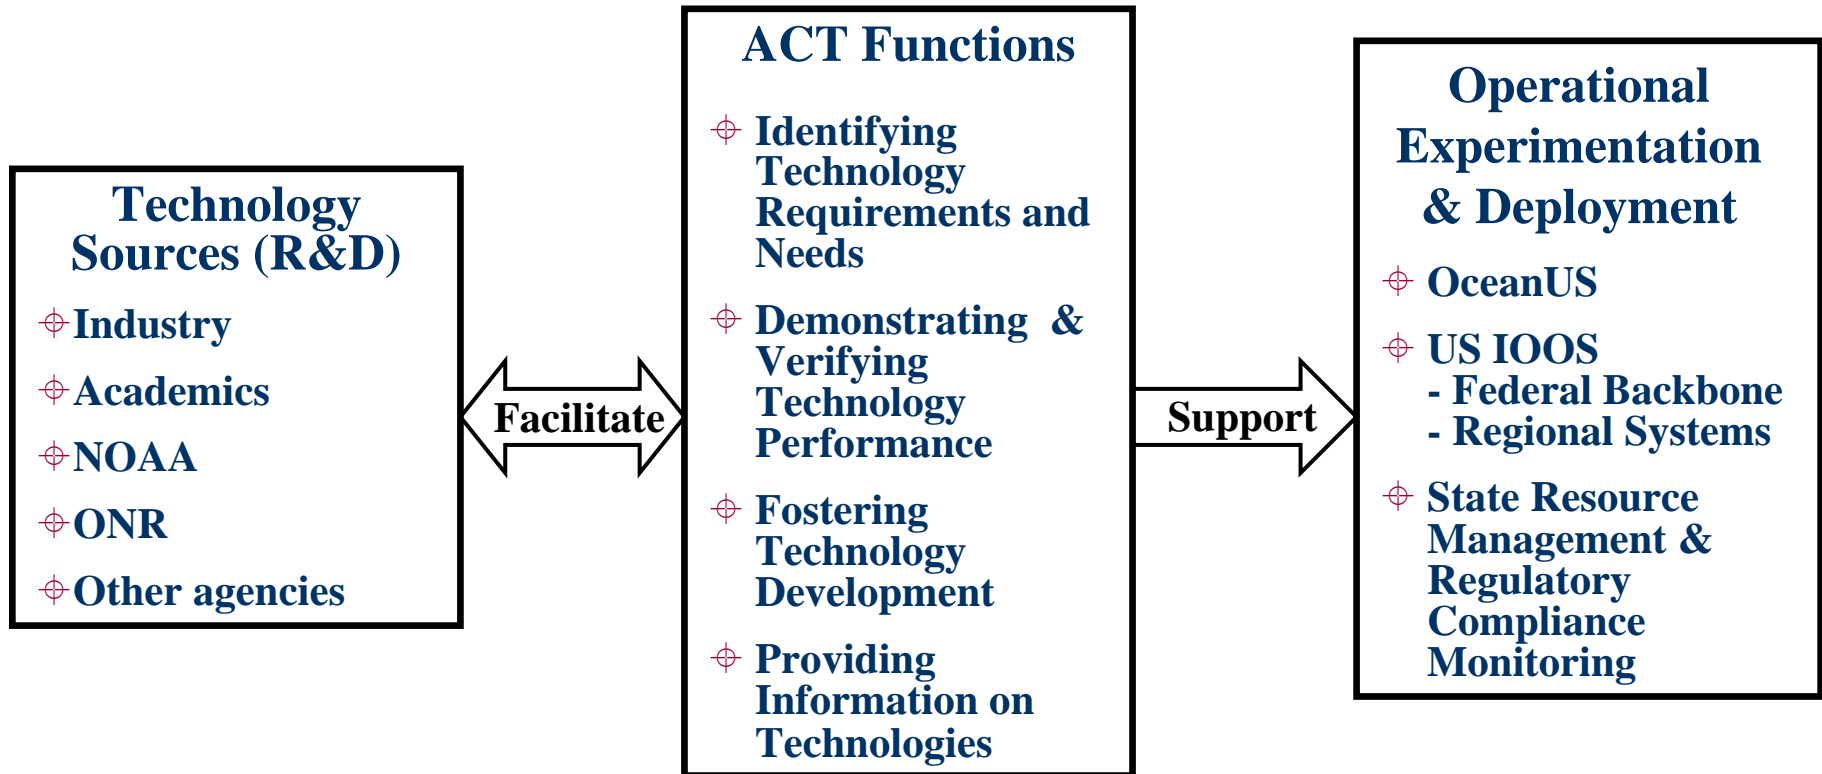 Technology
Sources (R&D)
Industry
Academics
NOAA
ONR
Other agencies
Facilitate
ACT Functions
Identifying
Technology
Requirements and
Needs
Demonstrating &
Verifying
Technology
Performance
Fostering
Technology
Development
Providing
Information on
Technologies
Support
Operational
Experimentation
& Deployment
OceanUS
US IOOS
- Federal Backbone
- Regional Systems
State Resource
Management &
Regulatory
Compliance
Monitoring